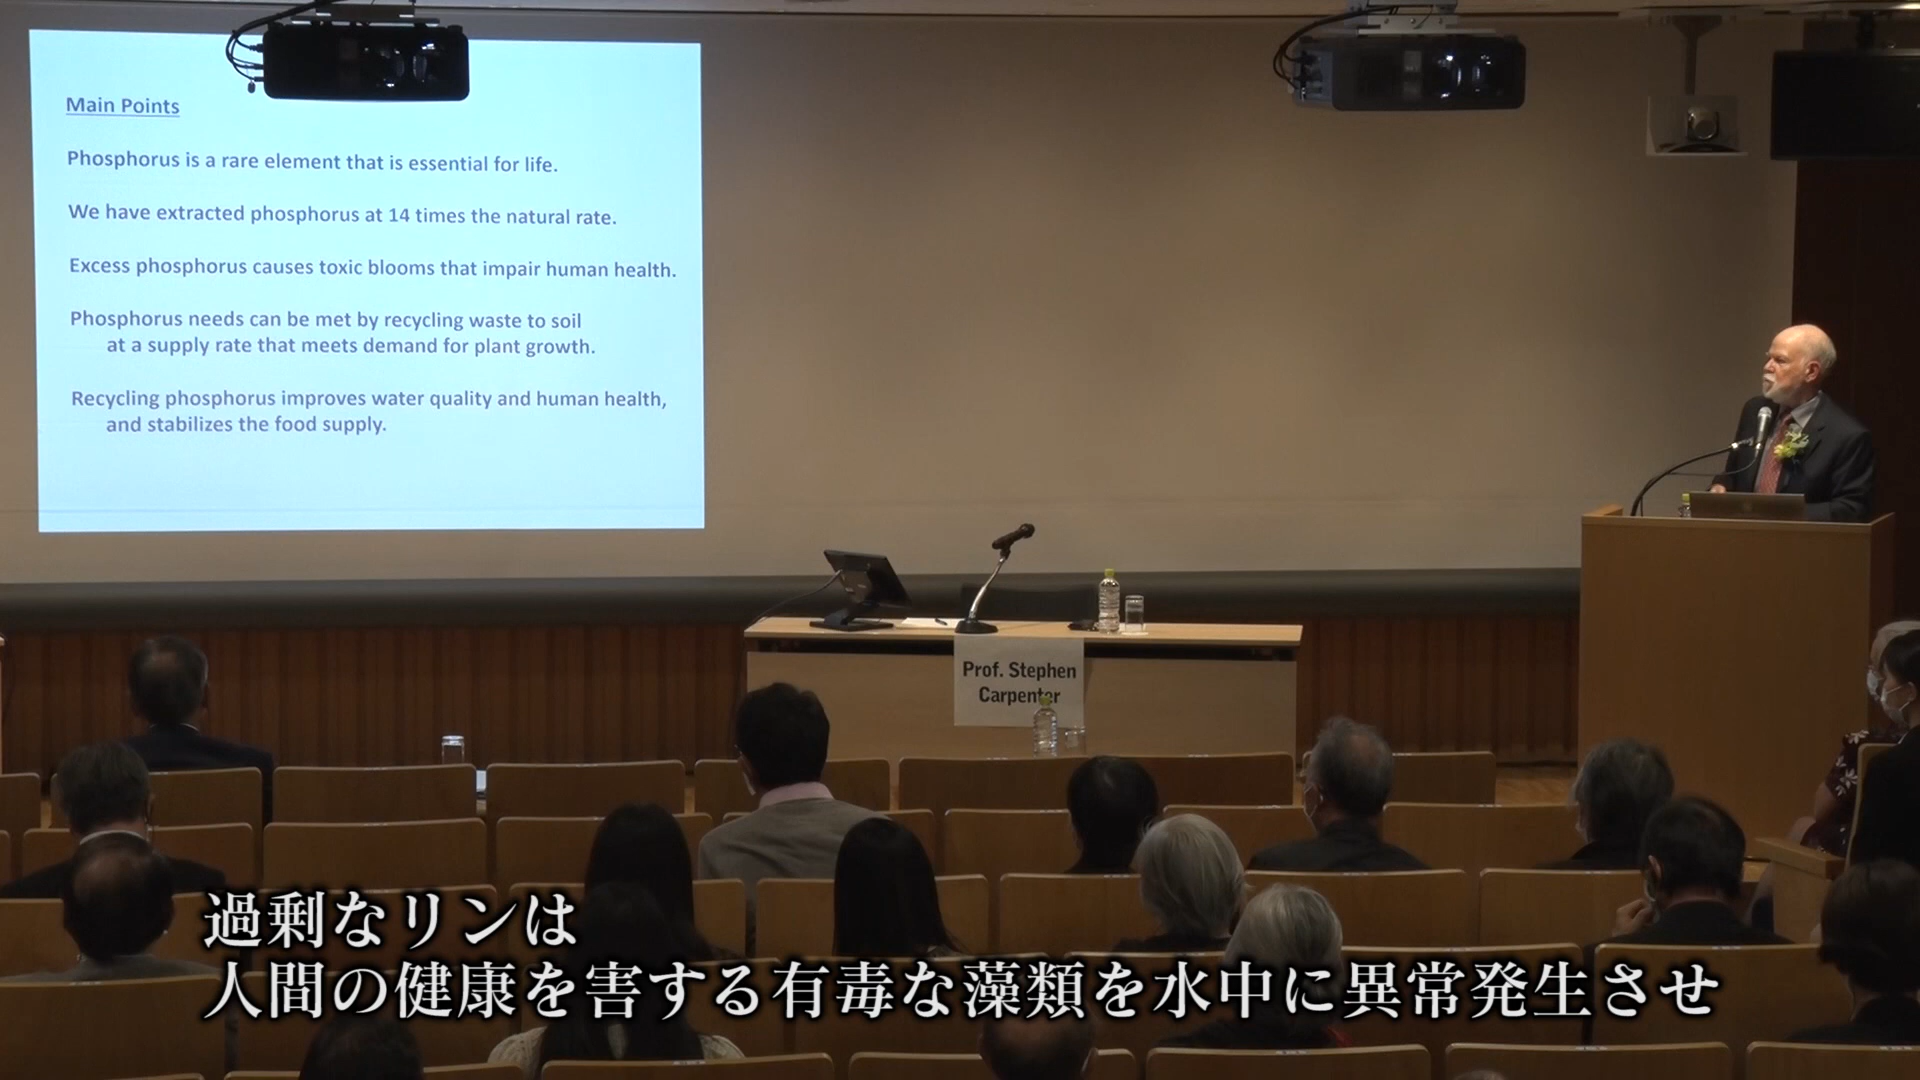 Main Points
Phosphorus is a rare element that is essential for life.
We have extracted phosphorus at 14 times the natural rate.
Excess phosphorus causes toxic blooms that impair human health.
Phosphorus needs can be met by recycling waste to soil
at a supply rate that meets demand for plant growth.
Recycling phosphorus improves water quality and human health,
and stabilizes the food supply.
Prof. Stephen
Carpenter
過剰なリンは
人間の健康を害する有毒な藻類を水中に異常発生させ